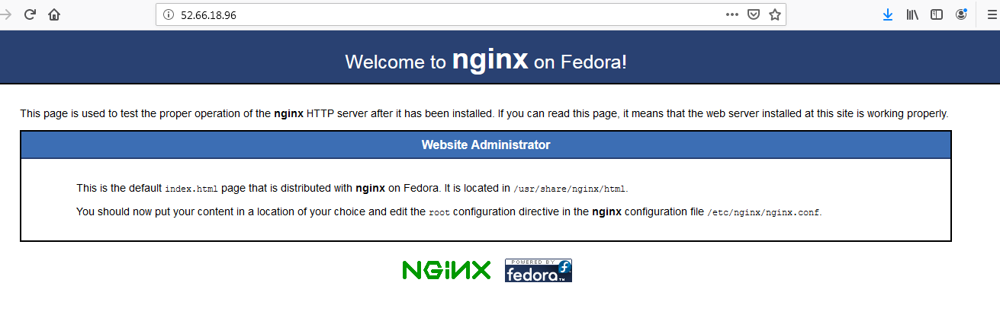 52.66.18.96
Welcome to nginx on Fedora!
This page is used to test the proper operation of the nginx HTTP server after it has been installed. If you can read this page, it means that the web server installed at this site is working properly.
Website Administrator
This is the default index.html page that is distributed with nginx on Fedora. It is located in /usr/share/nginx/html.
You should now put your content in a location of your choice and edit the root configuration directive in the nginx configuration file /etc/nginx/nginx.conf.
NGiNX
POWERED BY
fedora™